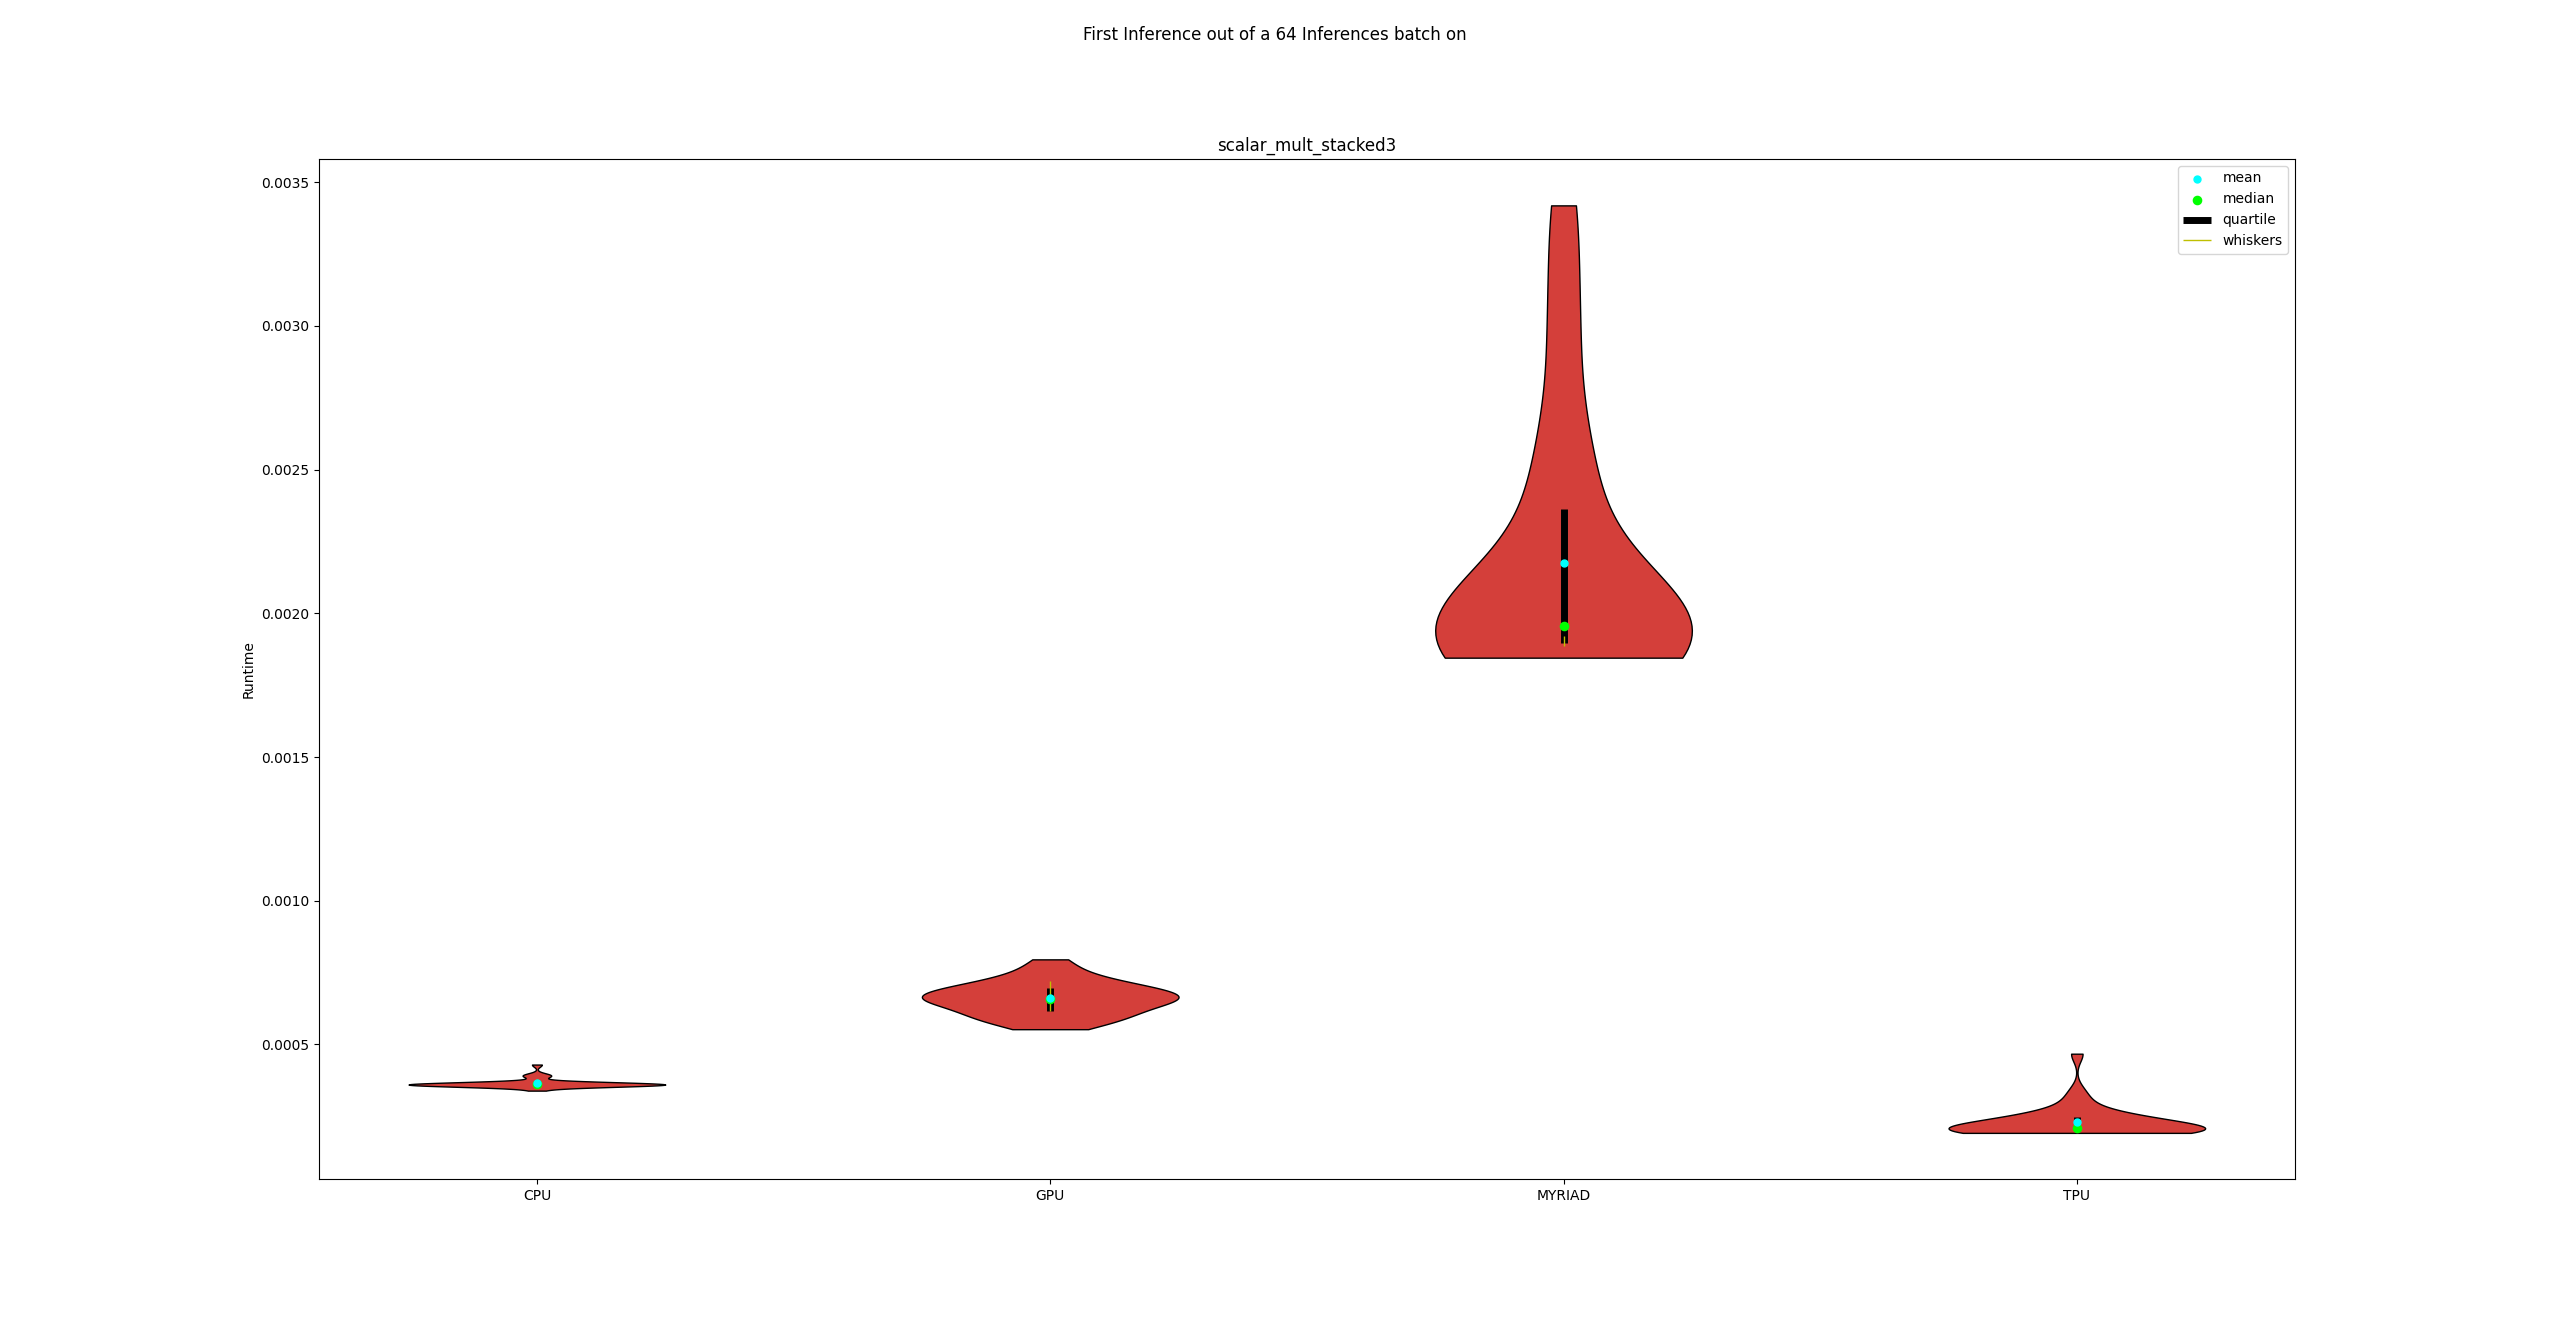 First Inference out of a 64 Inferences batch on
scalar_mult_stacked3
mean
median
quartile
whiskers
0.0035
0.0030
0.0025
0.0020
0.0015
0.0010
0.0005
Runtime
CPU GPU MYRIAD TPU